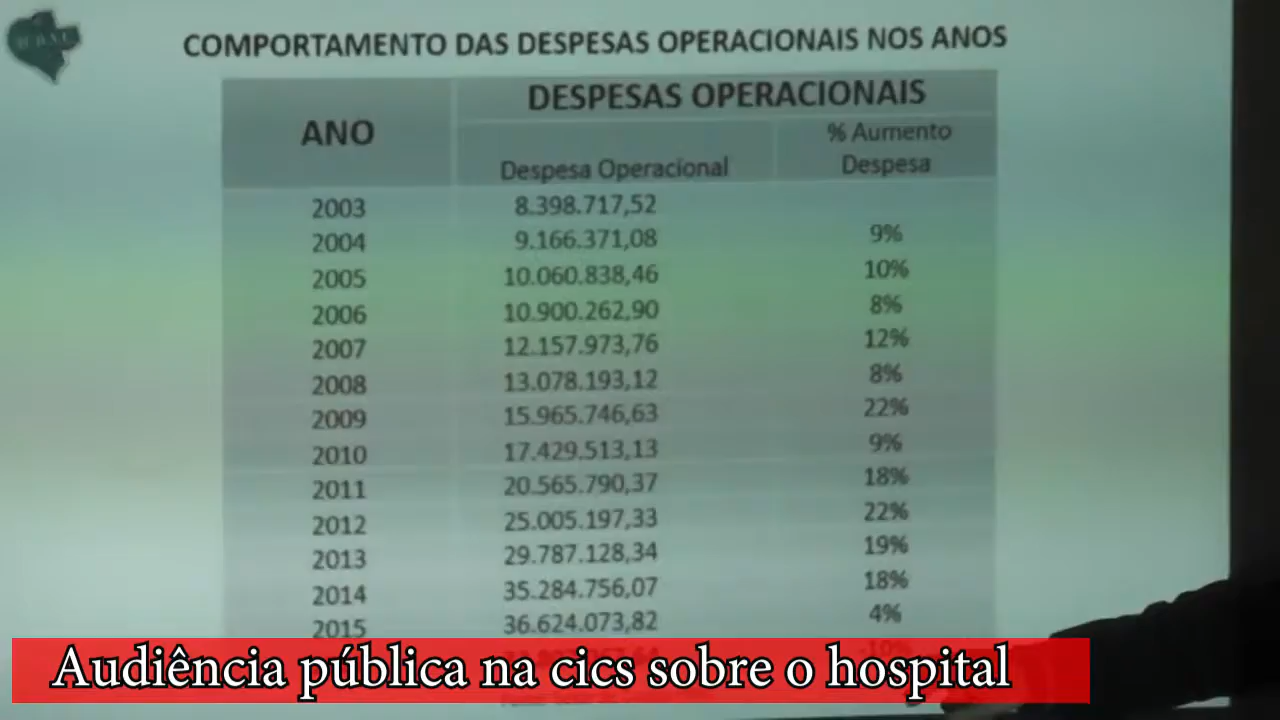 COMPORTAMENTO DAS DESPESAS OPERACIONAIS NOS ANOS
ANO
DESPESAS OPERACIONAIS
Despesa Operacional
% Aumento
Despesa
2003 8.398.717,52
2004 9.166.371,08 9%
2005 10.060.838,46 10%
2006 10.900.262,90 8%
2007 12.157.973,76 12%
2008 13.078.193,12 8%
2009 15.965.746,63 22%
2010 17.429.513,13 9%
2011 20.565.790,37 18%
2012 25.005.197,33 22%
2013 29.787.128,34 19%
2014 35.284.756,07 18%
2015 36.624.073,82 4%
-10%
Audiência pública na cics sobre o hospital